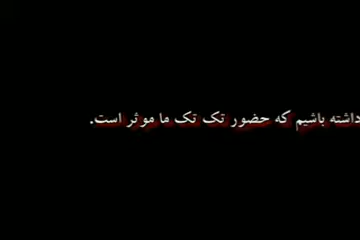 داشته باشیم که حضور تک تک ما موثر است.